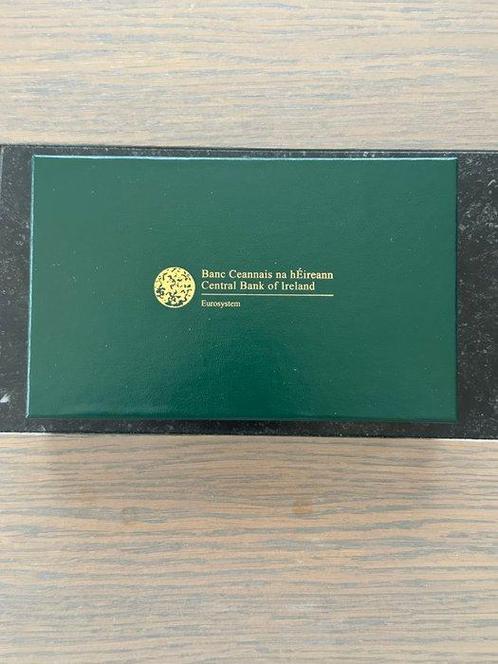 Banc Ceannais na hÉireann
Central Bank of Ireland
Eurosystem